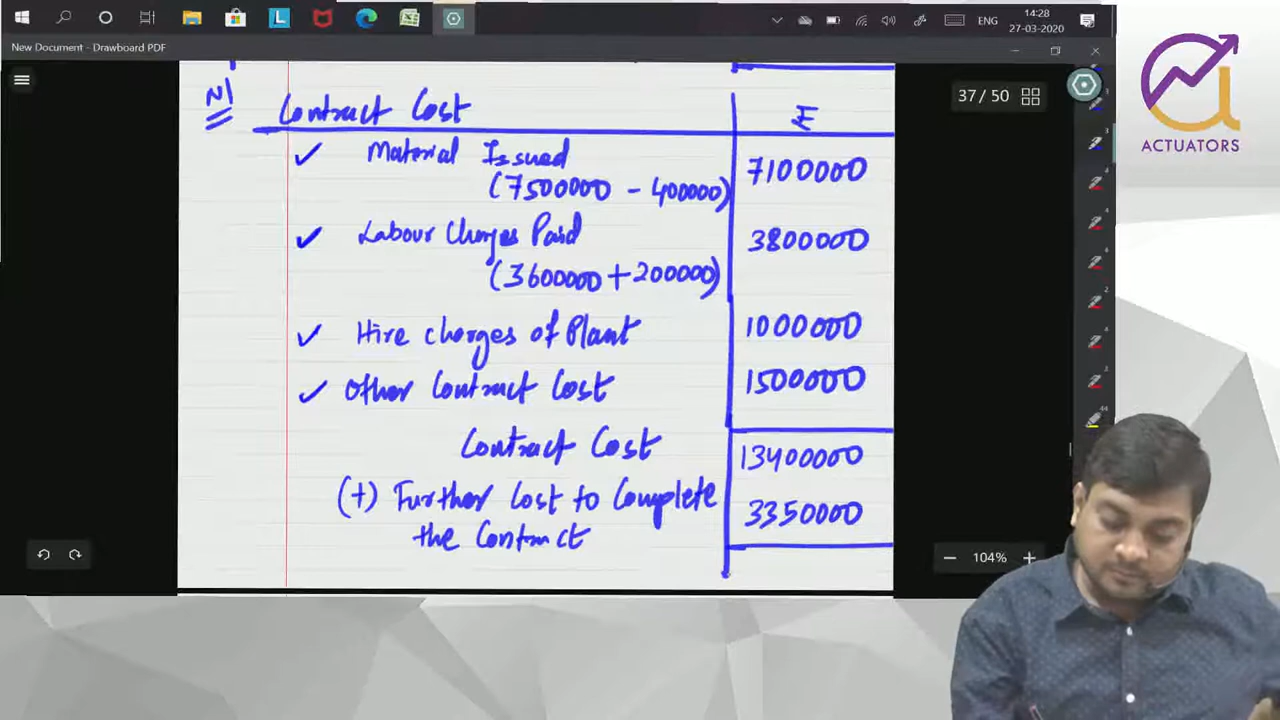 14:28
ENG
27-03-2020
New Document - Drawboard PDF
37 / 50
ACTUATORS
N1
Contract Cost ₹
Material Issued
(7500000 - 400000) 7100000
Labour Charges Paid 3800000
(3600000 + 200000)
Hire charges of Plant 1000000
Other Contract Cost 1500000
Contract Cost 13400000
(+) Further Cost to Complete 3350000
the Contract
104%